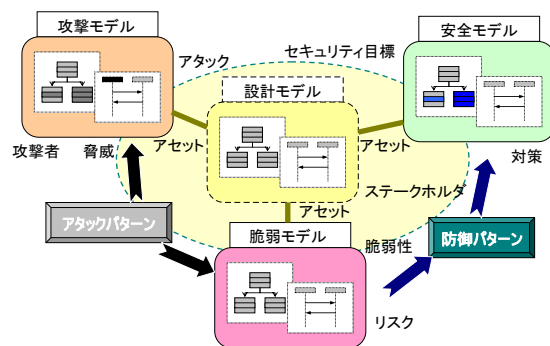 攻撃モデル
安全モデル
アタック
セキュリティ目標
設計モデル
攻撃者
脅威
アセット
アセット
対策
ステークホルダ
アタックパターン
アセット
脆弱モデル
脆弱性
防御パターン
リスク